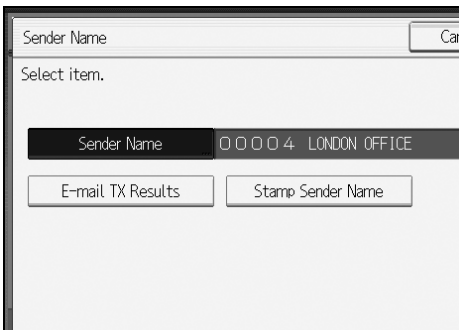 Sender Name
Select item.
Sender Name 00004 LONDON OFFICE
E-mail TX Results Stamp Sender Name